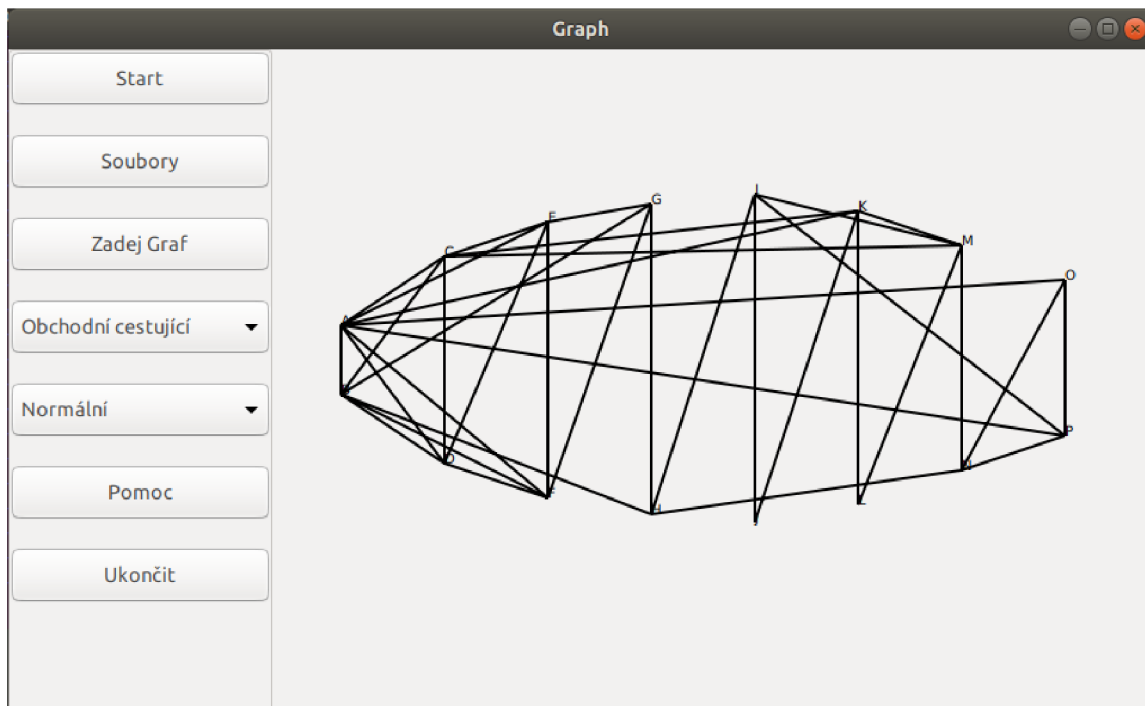 Graph
Start
Soubory
Zadej Graf
Obchodní cestující
Normální
Pomoc
Ukončit
I
G
K
E
M
C
O
A
B
P
D
N
F
L
H
J